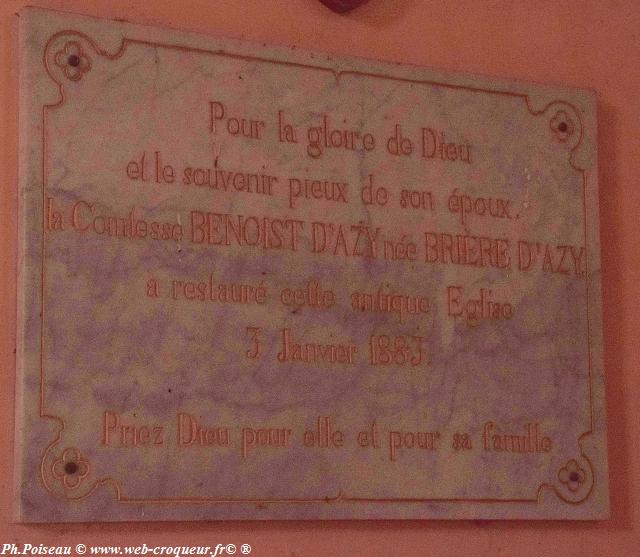 Pour la gloire de Dieu
et le souvenir pieux de son époux,
la Comtesse BENOIST D'AZY née BRIÈRE D'AZY,
a restauré cette antique Eglise
3 Janvier 1883.
Priez Dieu pour elle et pour sa famille
Ph.Poiseau © www-web-croqueur.fr© ®